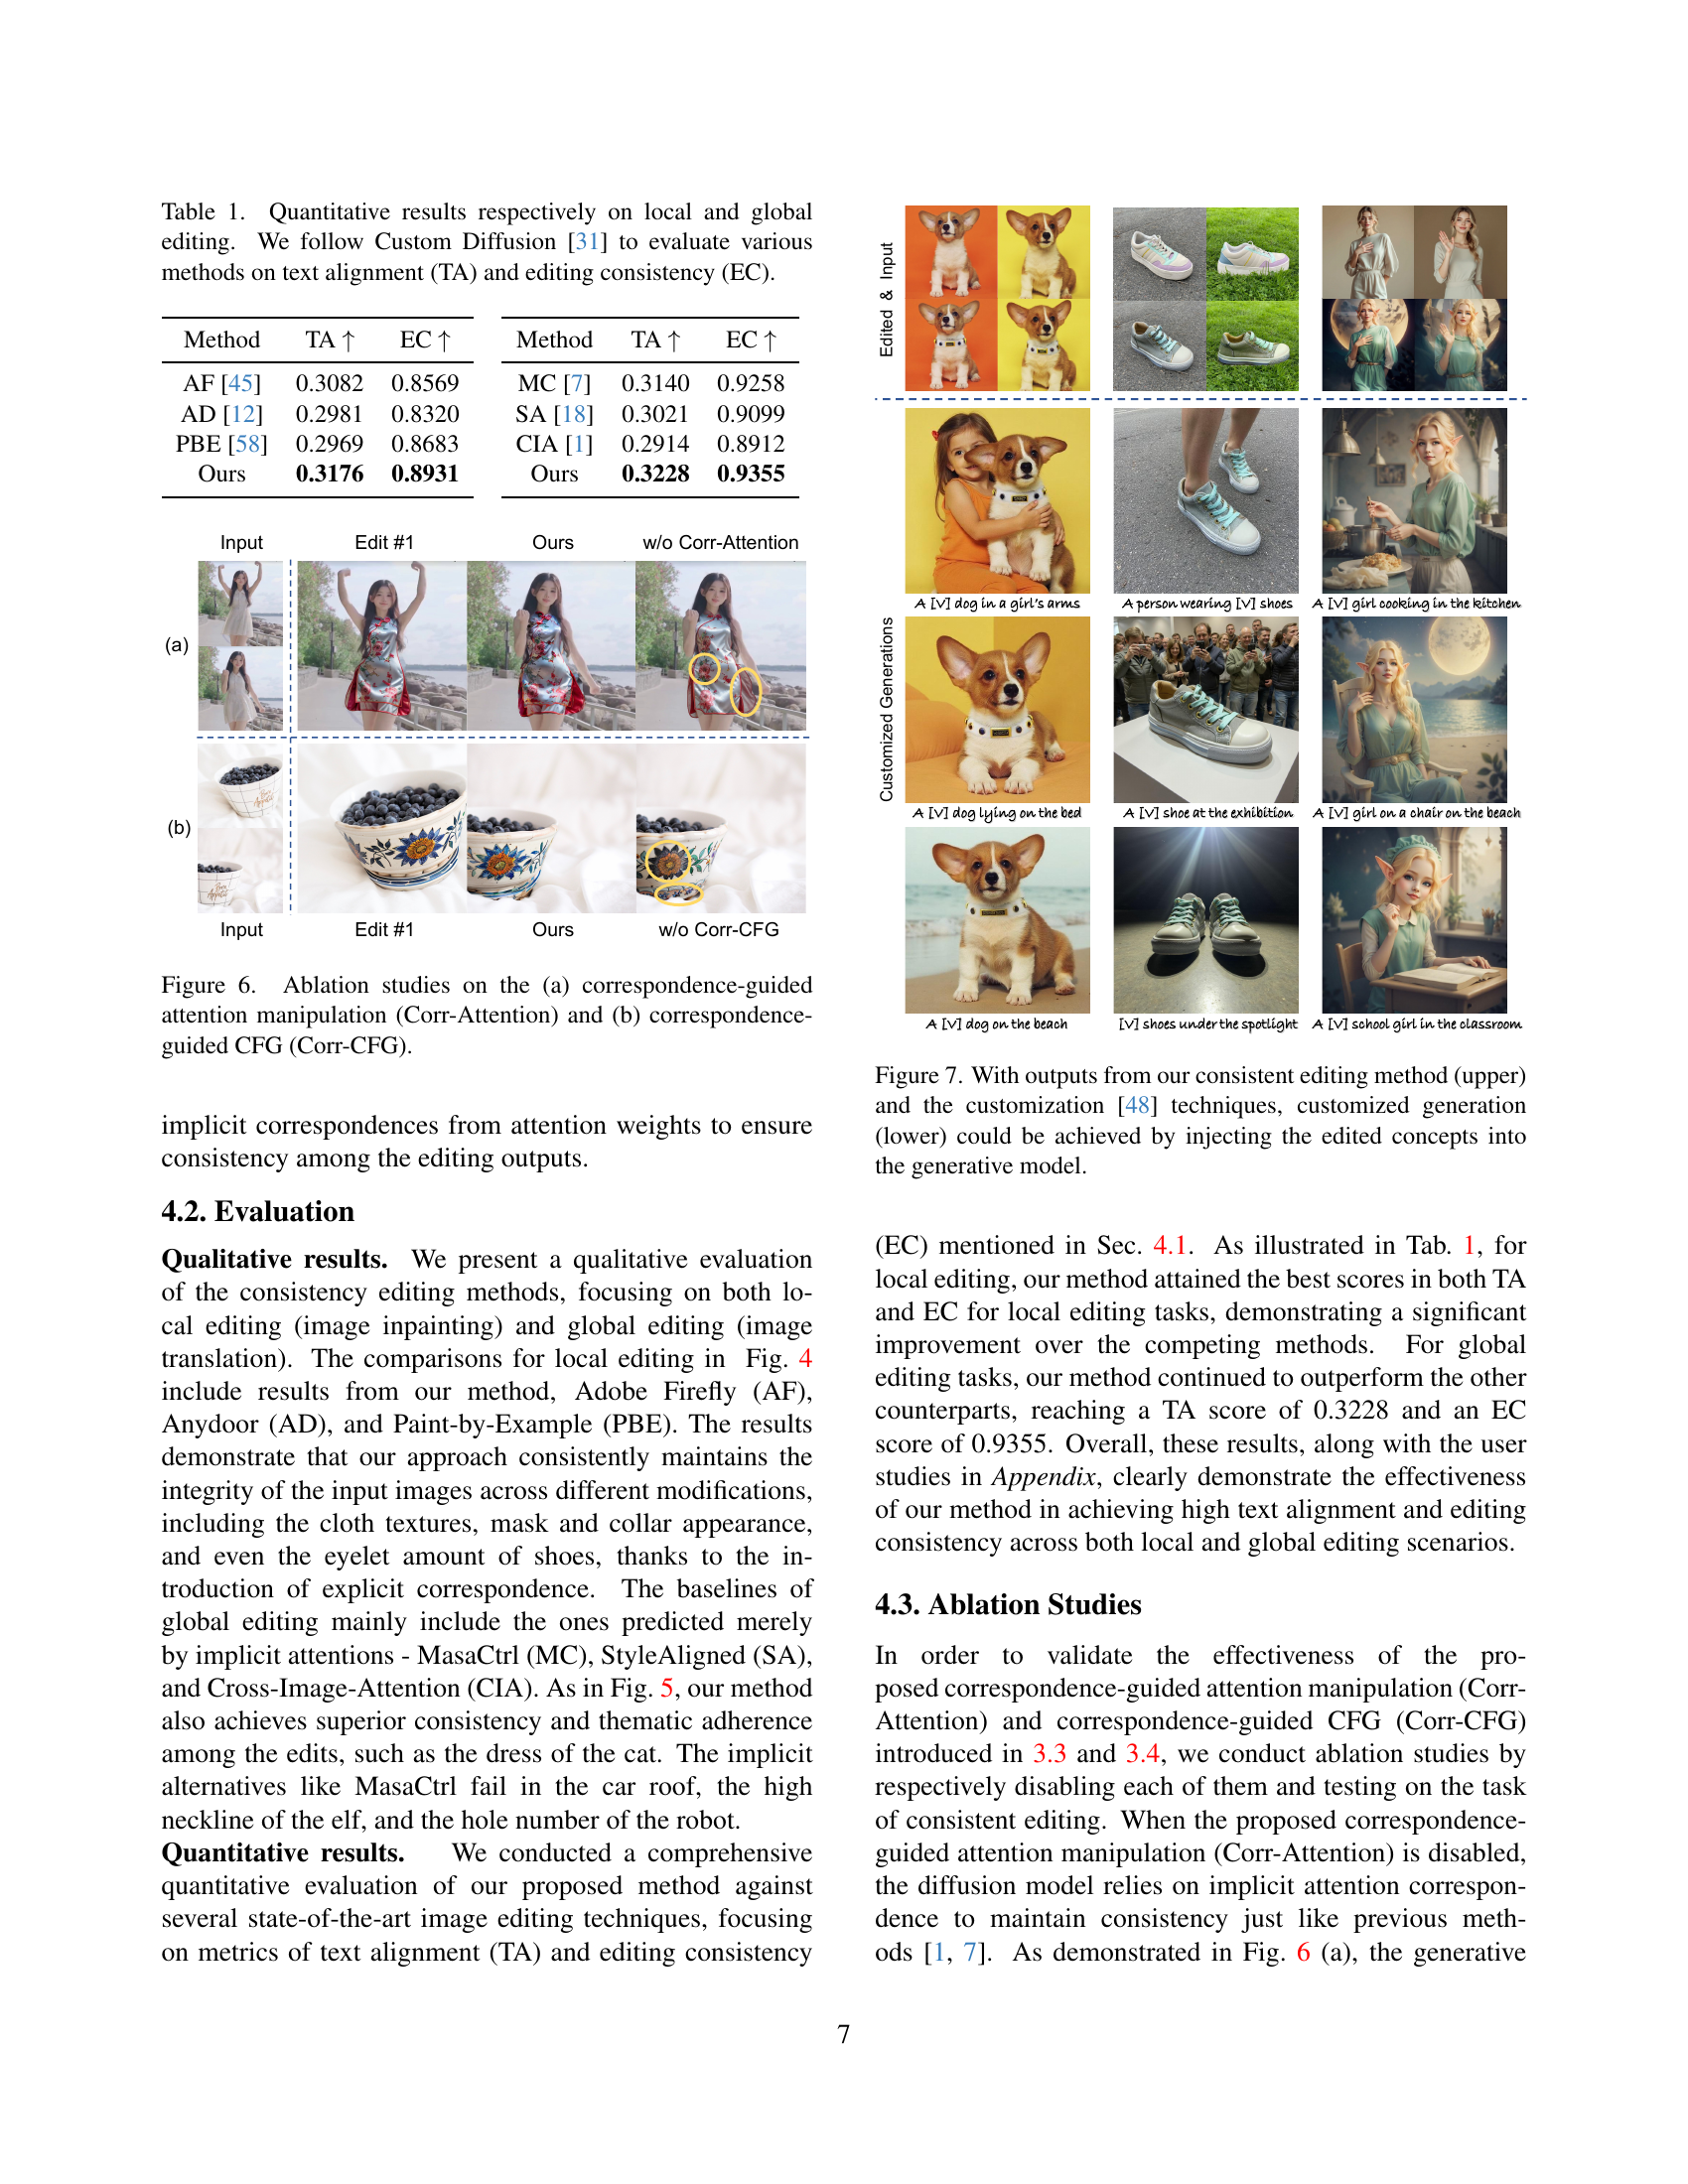 Table 1. Quantitative results respectively on local and global
editing. We follow Custom Diffusion [31] to evaluate various
methods on text alignment (TA) and editing consistency (EC).
Method TA ↑ EC ↑
AF [45] 0.3082 0.8569
AD [12] 0.2981 0.8320
PBE [58] 0.2969 0.8683
Ours 0.3176 0.8931
Method TA ↑ EC ↑
MC [7] 0.3140 0.9258
SA [18] 0.3021 0.9099
CIA [1] 0.2914 0.8912
Ours 0.3228 0.9355
Input Edit #1 Ours w/o Corr-Attention
(a)
(b)
Input Edit #1 Ours w/o Corr-CFG
Figure 6. Ablation studies on the (a) correspondence-guided
attention manipulation (Corr-Attention) and (b) correspondence-
guided CFG (Corr-CFG).
implicit correspondences from attention weights to ensure
consistency among the editing outputs.
4.2. Evaluation
Qualitative results. We present a qualitative evaluation
of the consistency editing methods, focusing on both lo-
cal editing (image inpainting) and global editing (image
translation). The comparisons for local editing in Fig. 4
include results from our method, Adobe Firefly (AF),
Anydoor (AD), and Paint-by-Example (PBE). The results
demonstrate that our approach consistently maintains the
integrity of the input images across different modifications,
including the cloth textures, mask and collar appearance,
and even the eyelet amount of shoes, thanks to the in-
troduction of explicit correspondence. The baselines of
global editing mainly include the ones predicted merely
by implicit attentions - MasaCtrl (MC), StyleAligned (SA),
and Cross-Image-Attention (CIA). As in Fig. 5, our method
also achieves superior consistency and thematic adherence
among the edits, such as the dress of the cat. The implicit
alternatives like MasaCtrl fail in the car roof, the high
neckline of the elf, and the hole number of the robot.
Quantitative results. We conducted a comprehensive
quantitative evaluation of our proposed method against
several state-of-the-art image editing techniques, focusing
on metrics of text alignment (TA) and editing consistency
Edited & Input
Customized Generations
A [V] dog in a girl's arms
A person wearing [V] shoes
A [V] girl cooking in the kitchen
A [V] dog lying on the bed
A [V] shoe at the exhibition
A [V] girl on a chair on the beach
A [V] dog on the beach
[V] shoes under the spotlight
A [V] school girl in the classroom
Figure 7. With outputs from our consistent editing method (upper)
and the customization [48] techniques, customized generation
(lower) could be achieved by injecting the edited concepts into
the generative model.
(EC) mentioned in Sec. 4.1. As illustrated in Tab. 1, for
local editing, our method attained the best scores in both TA
and EC for local editing tasks, demonstrating a significant
improvement over the competing methods. For global
editing tasks, our method continued to outperform the other
counterparts, reaching a TA score of 0.3228 and an EC
score of 0.9355. Overall, these results, along with the user
studies in Appendix, clearly demonstrate the effectiveness
of our method in achieving high text alignment and editing
consistency across both local and global editing scenarios.
4.3. Ablation Studies
In order to validate the effectiveness of the pro-
posed correspondence-guided attention manipulation (Corr-
Attention) and correspondence-guided CFG (Corr-CFG)
introduced in 3.3 and 3.4, we conduct ablation studies by
respectively disabling each of them and testing on the task
of consistent editing. When the proposed correspondence-
guided attention manipulation (Corr-Attention) is disabled,
the diffusion model relies on implicit attention correspon-
dence to maintain consistency just like previous meth-
ods [1, 7]. As demonstrated in Fig. 6 (a), the generative
7